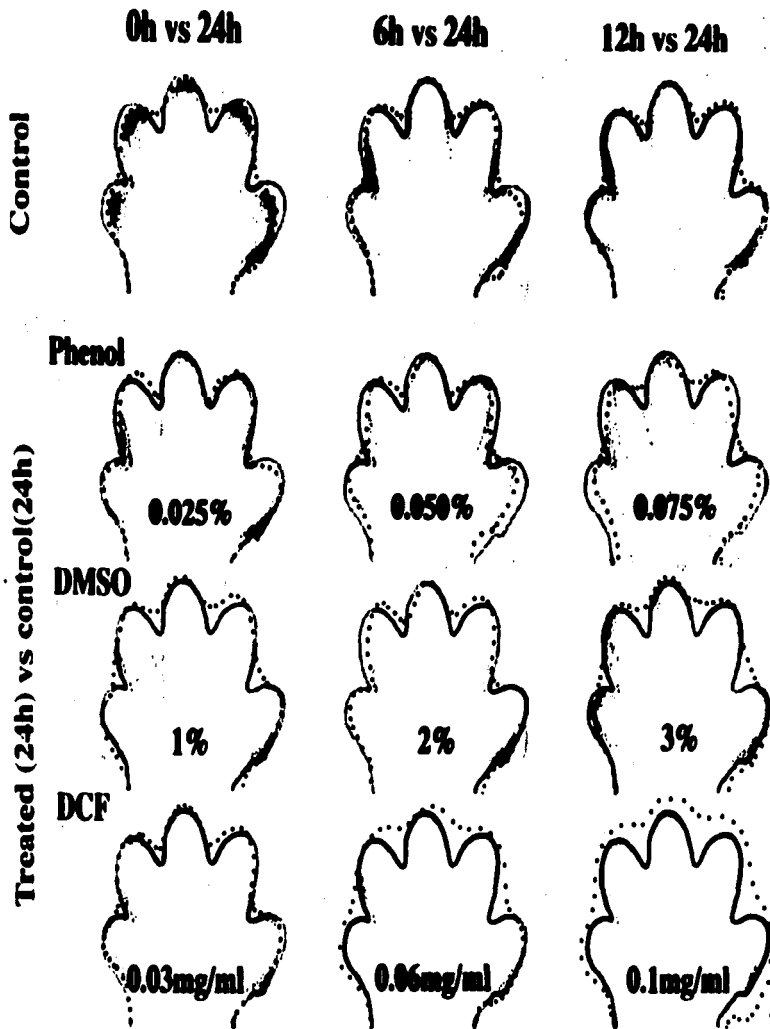 0h vs 24h 6h vs 24h 12h vs 24h
Control
Treated (24h) vs control(24h)
Phenol
0.025% 0.050% 0.075%
DMSO
1% 2% 3%
DCF
0.03mg/ml 0.06mg/ml 0.1mg/ml